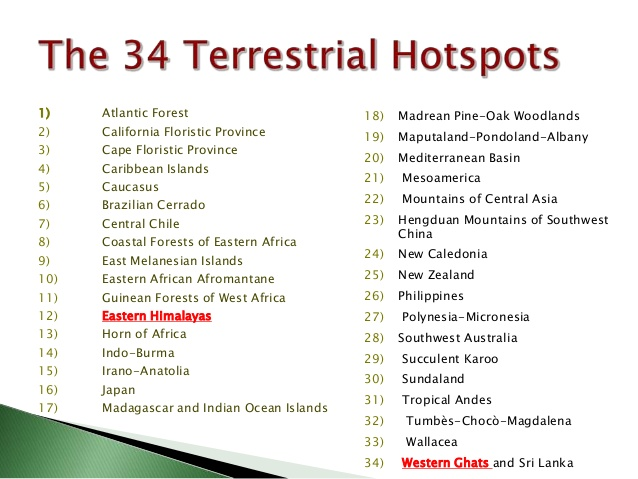 The 34 Terrestrial Hotspots
1) Atlantic Forest
2) California Floristic Province
3) Cape Floristic Province
4) Caribbean Islands
5) Caucasus
6) Brazilian Cerrado
7) Central Chile
8) Coastal Forests of Eastern Africa
9) East Melanesian Islands
10) Eastern African Afromantane
11) Guinean Forests of West Africa
12) Eastern Himalayas
13) Horn of Africa
14) Indo-Burma
15) Irano-Anatolia
16) Japan
17) Madagascar and Indian Ocean Islands
18) Madrean Pine-Oak Woodlands
19) Maputaland-Pondoland-Albany
20) Mediterranean Basin
21) Mesoamerica
22) Mountains of Central Asia
23) Hengduan Mountains of Southwest
China
24) New Caledonia
25) New Zealand
26) Philippines
27) Polynesia-Micronesia
28) Southwest Australia
29) Succulent Karoo
30) Sundaland
31) Tropical Andes
32) Tumbès-Chocò-Magdalena
33) Wallacea
34) Western Ghats and Sri Lanka